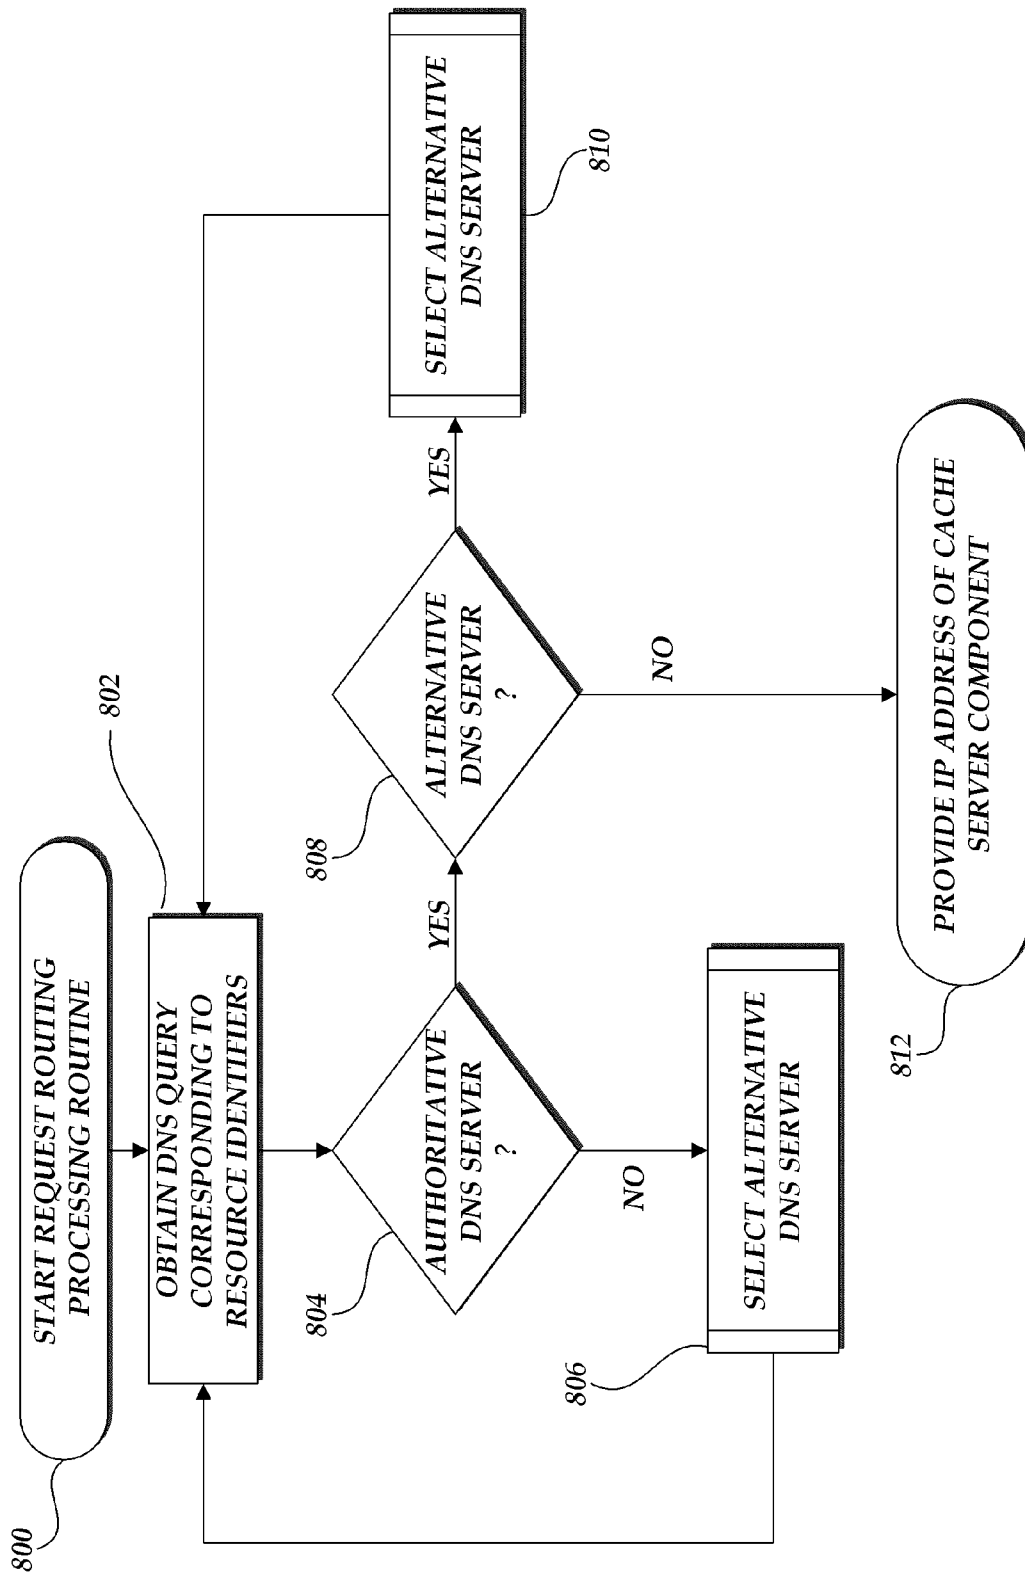 800
START REQUEST ROUTING
PROCESSING ROUTINE
802
OBTAIN DNS QUERY
CORRESPONDING TO
RESOURCE IDENTIFIERS
804
AUTHORITATIVE
DNS SERVER
?
YES
NO
806
SELECT ALTERNATIVE
DNS SERVER
808
ALTERNATIVE
DNS SERVER
?
YES
NO
SELECT ALTERNATIVE
DNS SERVER
810
812
PROVIDE IP ADDRESS OF CACHE
SERVER COMPONENT